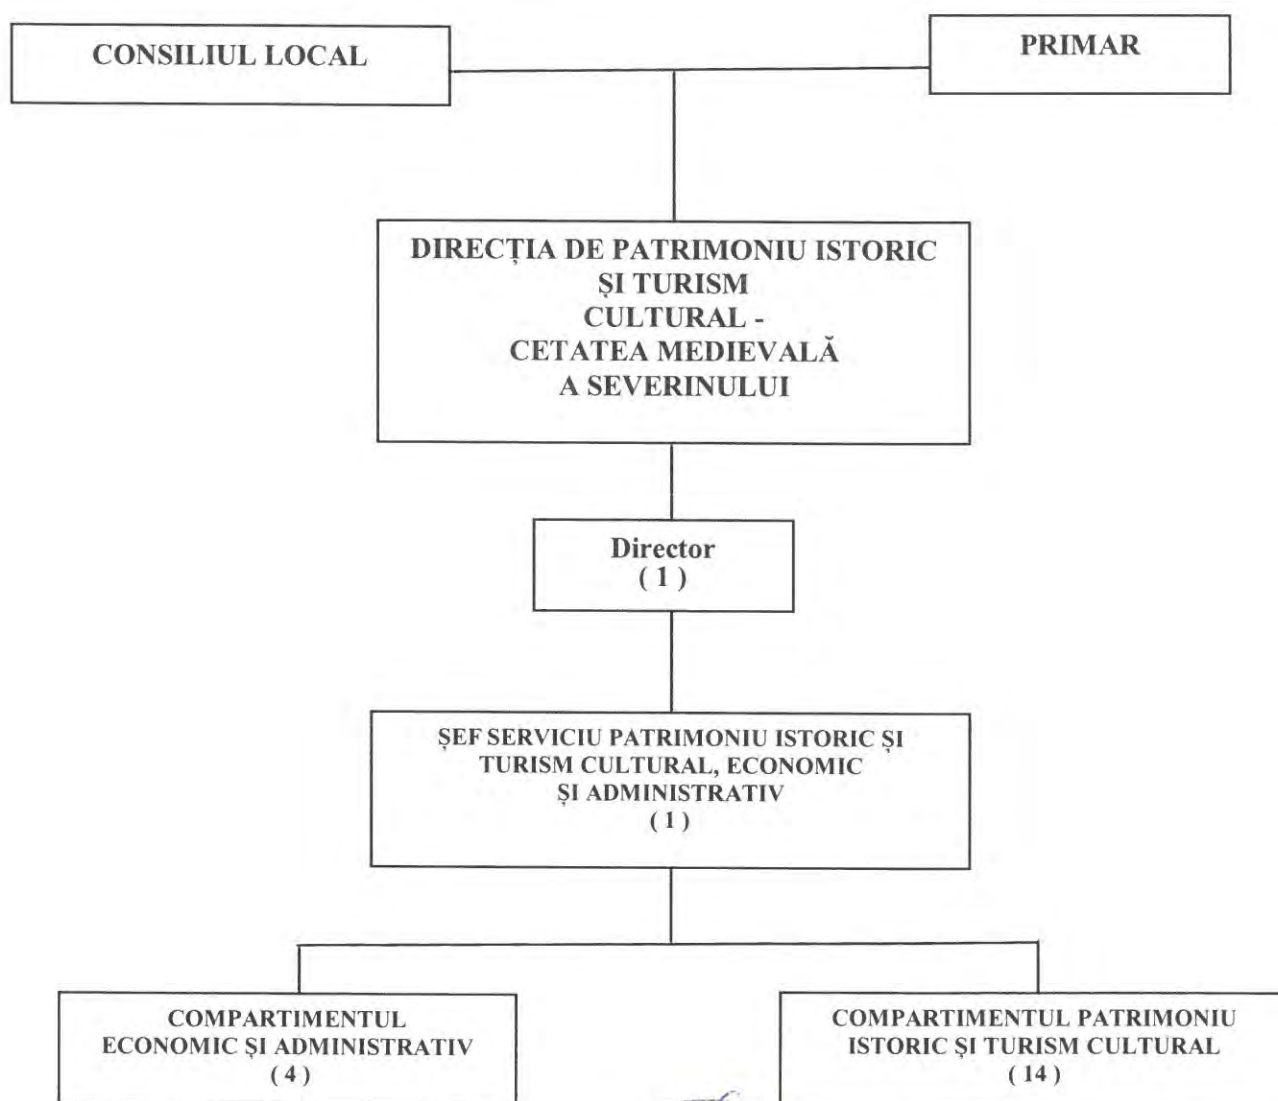 CONSILIUL LOCAL
PRIMAR
DIRECȚIA DE PATRIMONIU ISTORIC
ȘI TURISM
CULTURAL -
CETATEA MEDIEVALĂ
A SEVERINULUI
Director
( 1 )
ȘEF SERVICIU PATRIMONIU ISTORIC ȘI
TURISM CULTURAL, ECONOMIC
ȘI ADMINISTRATIV
( 1 )
COMPARTIMENTUL
ECONOMIC ȘI ADMINISTRATIV
( 4 )
COMPARTIMENTUL PATRIMONIU
ISTORIC ȘI TURISM CULTURAL
( 14 )